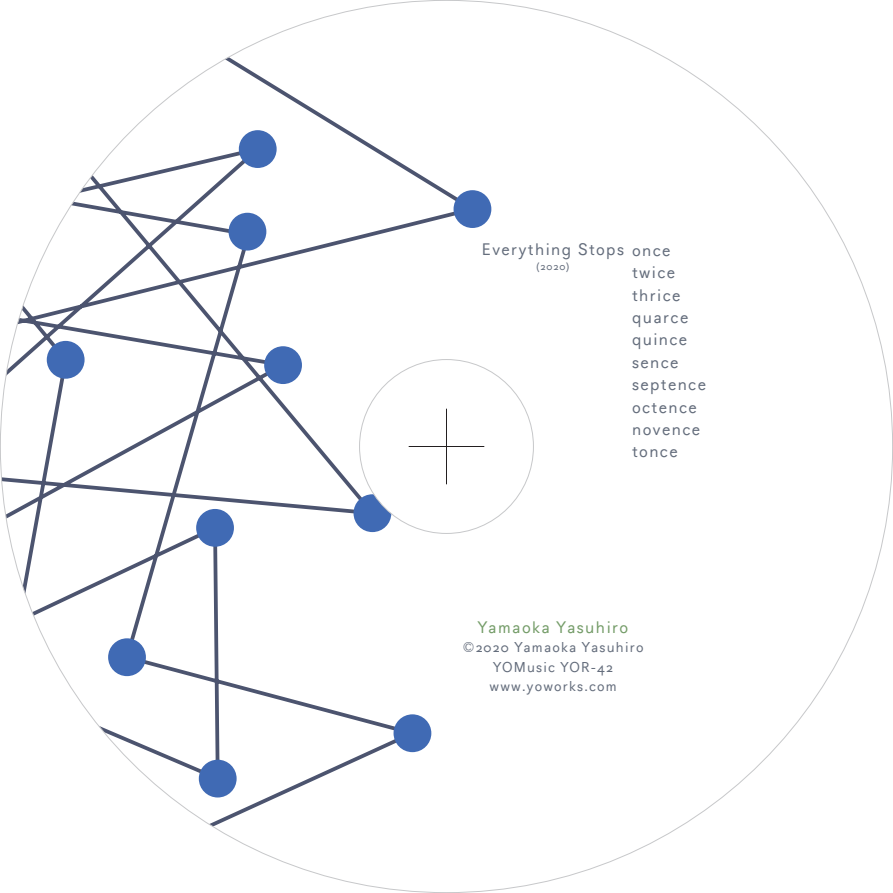 Everything Stops
(2020)
once
twice
thrice
quarce
quince
sence
septence
octence
novence
tonce
Yamaoka Yasuhiro
©2020 Yamaoka Yasuhiro
YOMusic YOR-42
www.yoworks.com